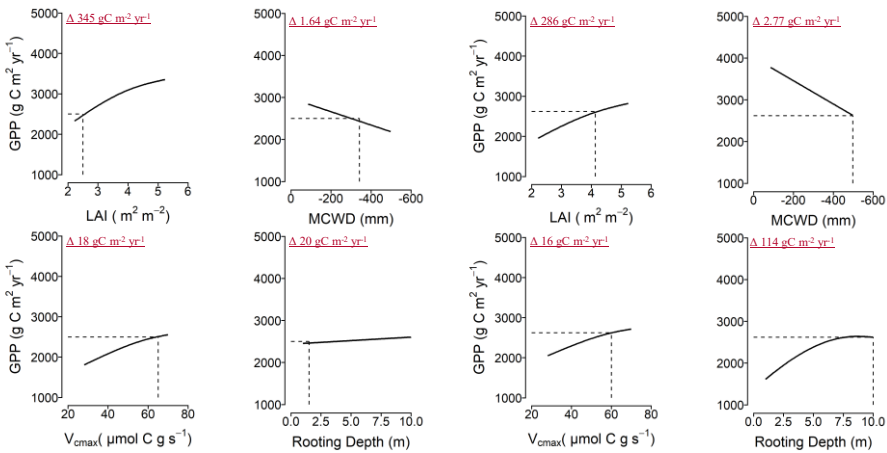 Δ 345 gC m-2 yr-1
5000
4000
3000
2000
1000
GPP (g C m² yr⁻¹)
2 3 4 5 6
LAI ( m² m⁻²)
Δ 1.64 gC m-2 yr-1
5000
4000
3000
2000
1000
0 -200 -400 -600
MCWD (mm)
Δ 286 gC m-2 yr-1
5000
4000
3000
2000
1000
GPP (g C m² yr⁻¹)
2 3 4 5 6
LAI ( m² m⁻²)
Δ 2.77 gC m-2 yr-1
5000
4000
3000
2000
1000
0 -200 -400 -600
MCWD (mm)
Δ 18 gC m-2 yr-1
5000
4000
3000
2000
1000
GPP (g C m² yr⁻¹)
20 40 60 80
Vcmax( μmol C g s⁻¹)
Δ 20 gC m-2 yr-1
5000
4000
3000
2000
1000
0.0 2.5 5.0 7.5 10.0
Rooting Depth (m)
Δ 16 gC m-2 yr-1
5000
4000
3000
2000
1000
GPP (g C m² yr⁻¹)
20 40 60 80
Vcmax( μmol C g s⁻¹)
Δ 114 gC m-2 yr-1
5000
4000
3000
2000
1000
0.0 2.5 5.0 7.5 10.0
Rooting Depth (m)